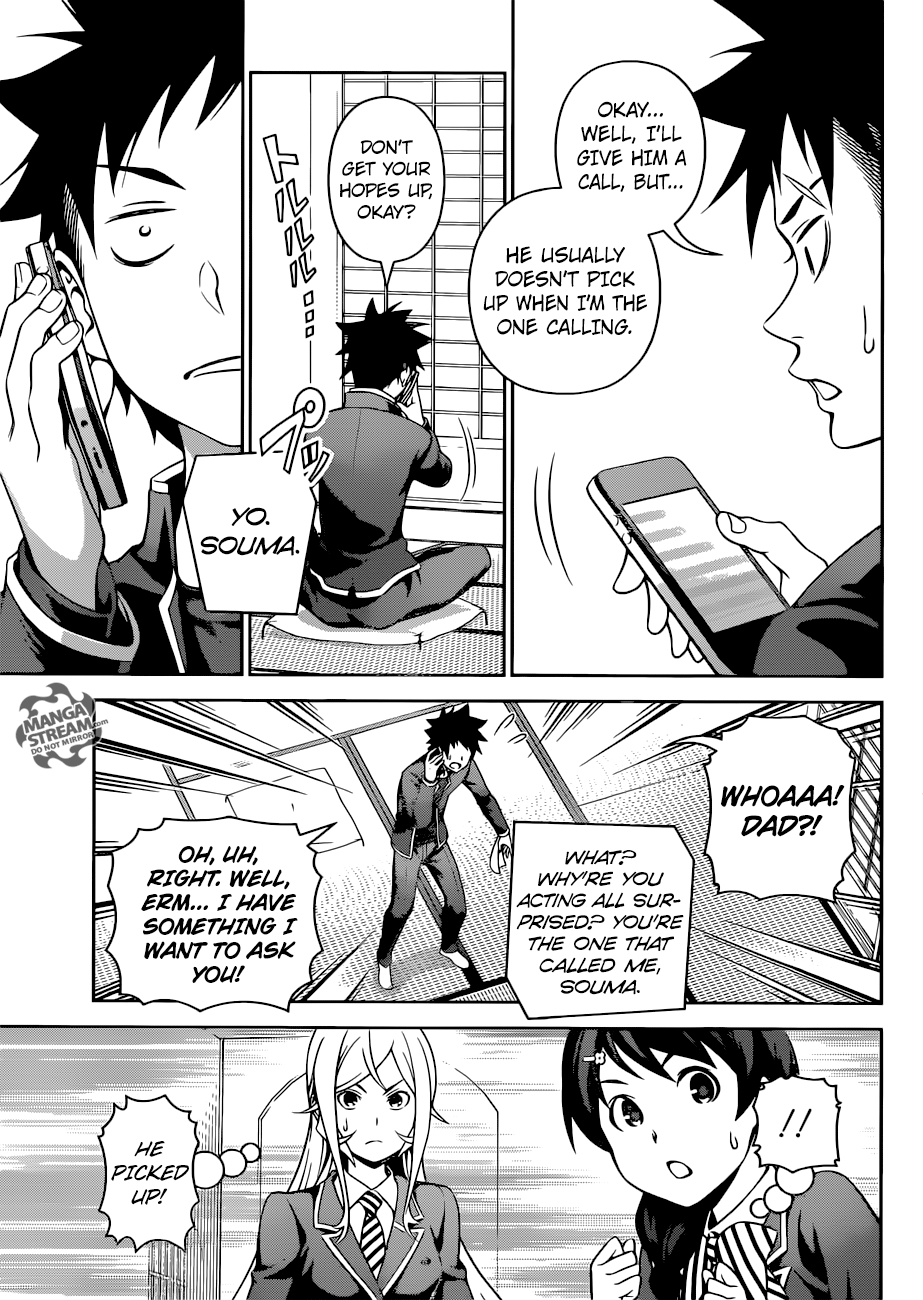 OKAY...
WELL, I'LL
GIVE HIM A
CALL, BUT...
HE USUALLY
DOESN'T PICK
UP WHEN I'M THE
ONE CALLING.
DON'T
GET YOUR
HOPES UP,
OKAY?
トルルルル...
プッ
YO.
SOUMA.
MANGA
STREAM.com
DO NOT MIRROR
WHOAAA!
DAD?!
WHAT?
WHY'RE YOU
ACTING ALL SUR-
PRISED? YOU'RE
THE ONE THAT
CALLED ME,
SOUMA.
OH, UH,
RIGHT. WELL,
ERM... I HAVE
SOMETHING I
WANT TO ASK
YOU!
!!
HE
PICKED
UP!